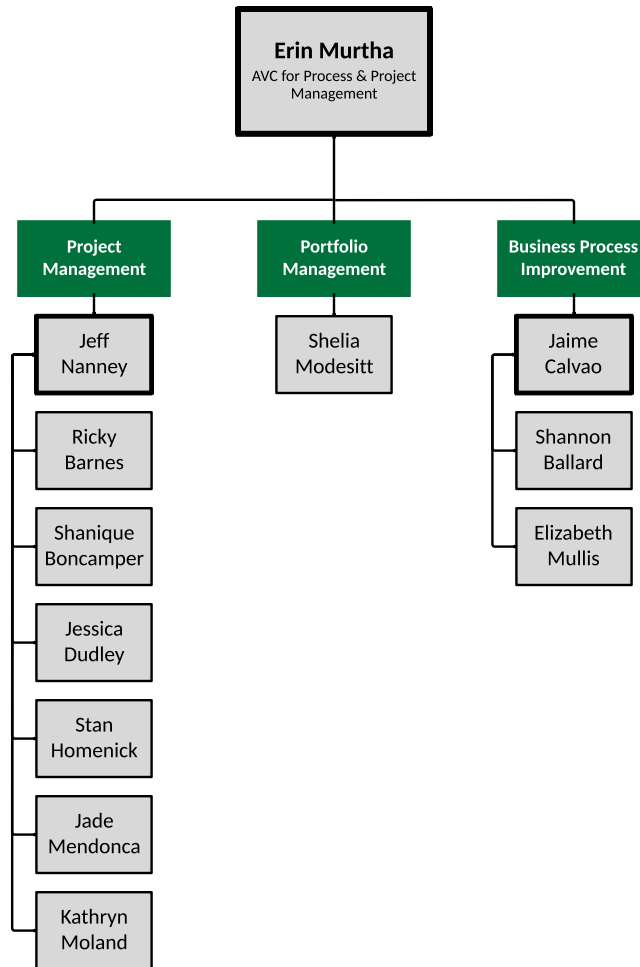 Erin Murtha
AVC for Process & Project
Management
Project
Management
Jeff
Nanney
Ricky
Barnes
Shanique
Boncamper
Jessica
Dudley
Stan
Homenick
Jade
Mendonca
Kathryn
Moland
Portfolio
Management
Shelia
Modesitt
Business Process
Improvement
Jaime
Calvao
Shannon
Ballard
Elizabeth
Mullis